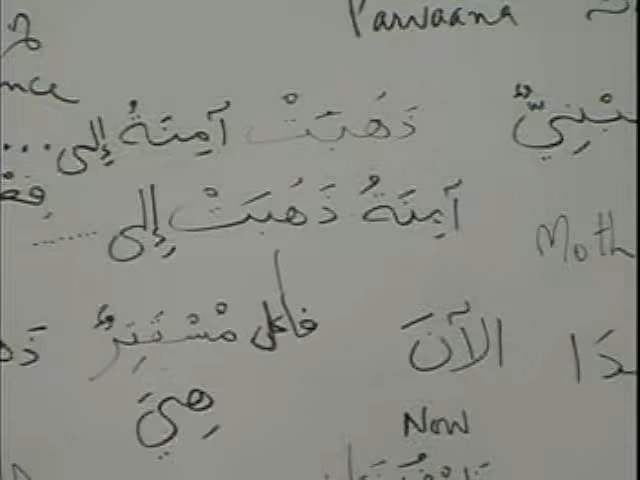 Parwaana
ذَهَبَتْ آمِنَةُ إِلى ...
آمِنَةُ ذَهَبَتْ إِلى ......
Moth
فاعل مُسْتَتِرٌ
الآنَ
هِيَ
Now